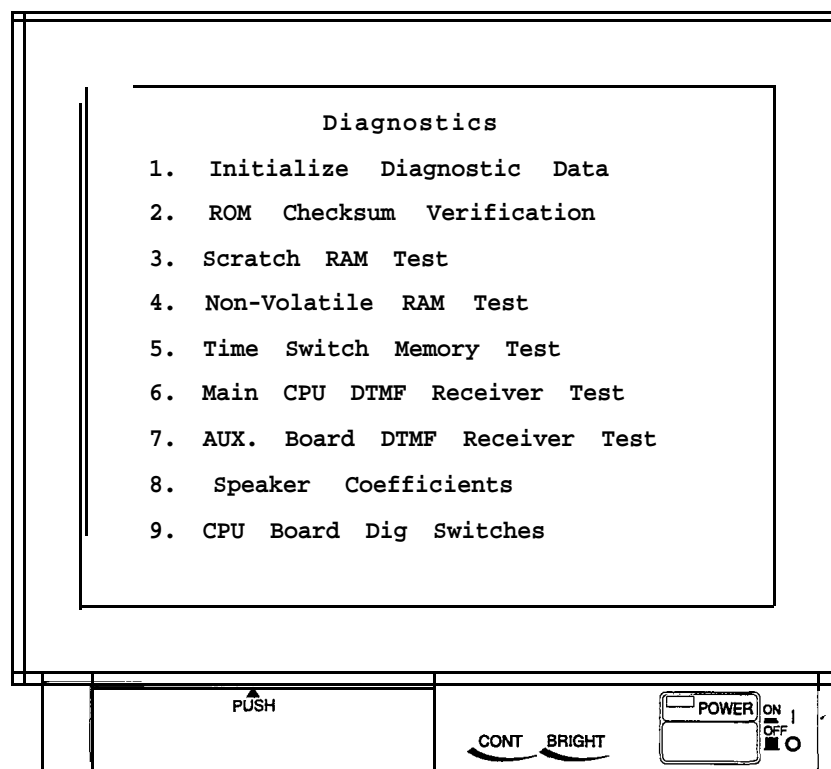 Diagnostics
1. Initialize Diagnostic Data
2. ROM Checksum Verification
3. Scratch RAM Test
4. Non-Volatile RAM Test
5. Time Switch Memory Test
6. Main CPU DTMF Receiver Test
7. AUX. Board DTMF Receiver Test
8. Speaker Coefficients
9. CPU Board Dig Switches
PUSH
CONT BRIGHT
POWER
ON
OFF